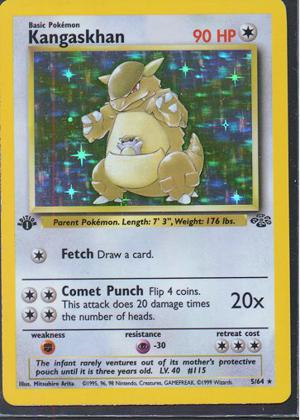 Basic Pokémon
Kangaskhan 90 HP
EDITION
1
Parent Pokémon. Length: 7' 3", Weight: 176 lbs.
Fetch Draw a card.
Comet Punch Flip 4 coins.
This attack does 20 damage times
the number of heads.
20x
weakness resistance retreat cost
-30
The infant rarely ventures out of its mother's protective
pouch until it is three years old. LV. 40 #115
Illus. Mitsuhiro Arita ©1995, 96, 98 Nintendo, Creatures, GAMEFREAK. ©1999 Wizards. 5/64 ★